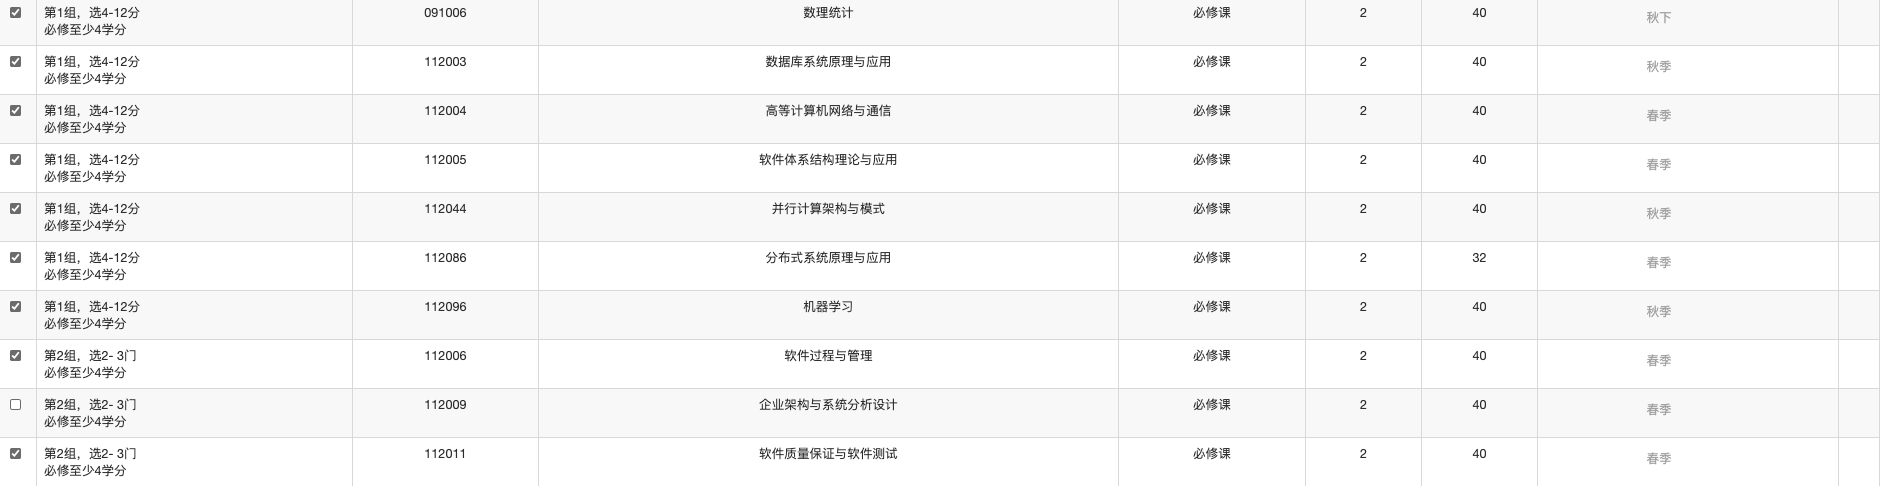 第1组，选4-12分 091006 数理统计 必修课 2 40 秋下
必修至少4学分
第1组，选4-12分 112003 数据库系统原理与应用 必修课 2 40 秋季
必修至少4学分
第1组，选4-12分 112004 高等计算机网络与通信 必修课 2 40 春季
必修至少4学分
第1组，选4-12分 112005 软件体系结构理论与应用 必修课 2 40 春季
必修至少4学分
第1组，选4-12分 112044 并行计算架构与模式 必修课 2 40 秋季
必修至少4学分
第1组，选4-12分 112086 分布式系统原理与应用 必修课 2 32 春季
必修至少4学分
第1组，选4-12分 112096 机器学习 必修课 2 40 秋季
必修至少4学分
第2组，选2- 3门 112006 软件过程与管理 必修课 2 40 春季
必修至少4学分
第2组，选2- 3门 112009 企业架构与系统分析设计 必修课 2 40 春季
必修至少4学分
第2组，选2- 3门 112011 软件质量保证与软件测试 必修课 2 40 春季
必修至少4学分